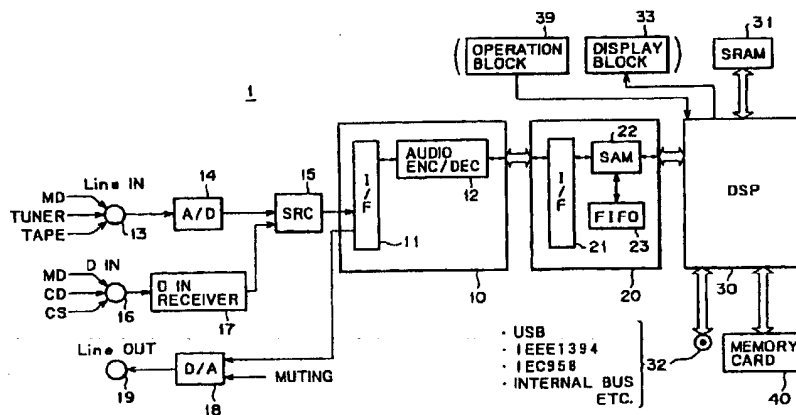 39
33
31
( OPERATION BLOCK
DISPLAY BLOCK )
SRAM
1
22
AUDIO ENC/DEC
12
I/F
11
10
SAM
FIFO
23
I/F
21
20
DSP
30
Line IN
MD
TUNER
TAPE
13
14
A/D
15
SRC
D IN
MD
CD
CS
16
D IN RECEIVER
17
Line OUT
19
D/A
18
MUTING
· USB
· IEEE1394
· IEC958
· INTERNAL BUS
ETC.
32
MEMORY CARD
40